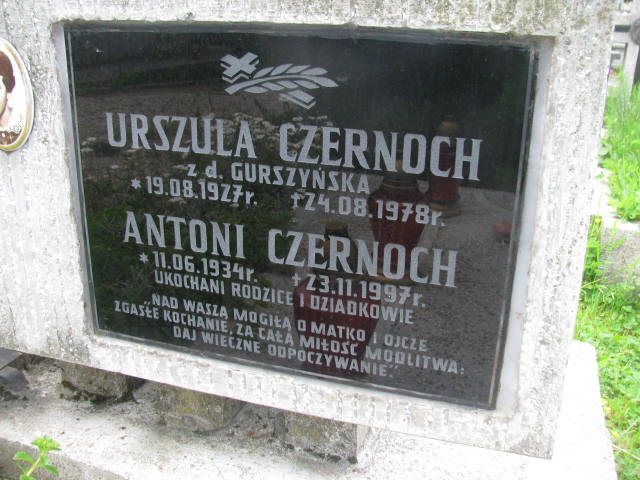 URSZULA CZERNOCH
z d. GURSZYŃSKA
*19.08.1927r. †24.08.1978r.
ANTONI CZERNOCH
*11.06.1934r. †23.11.1997r.
UKOCHANI RODZICE I DZIADKOWIE
"NAD WASZĄ MOGIŁĄ O MATKO I OJCZE
ZGASŁE KOCHANIE, ZA CAŁĄ MIŁOŚĆ MODLITWA:
DAJ WIECZNE ODPOCZYWANIE"